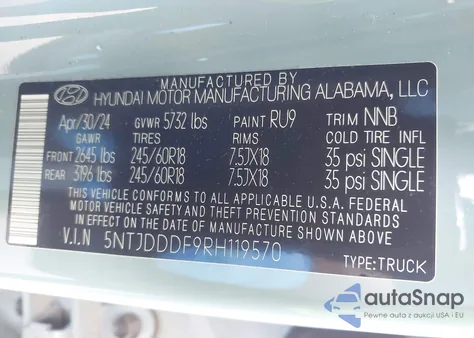 MANUFACTURED BY
HYUNDAI MOTOR MANUFACTURING ALABAMA, LLC
Apr/30/24 GVWR 5732 lbs PAINT RU9 TRIM NNB
GAWR TIRES RIMS COLD TIRE INFL
FRONT 2645 lbs 245/60R18 7.5JX18 35 psi SINGLE
REAR 3196 lbs 245/60R18 7.5JX18 35 psi SINGLE
THIS VEHICLE CONFORMS TO ALL APPLICABLE U.S.A. FEDERAL
MOTOR VEHICLE SAFETY AND THEFT PREVENTION STANDARDS
IN EFFECT ON THE DATE OF MANUFACTURE SHOWN ABOVE.
V.I.N 5NTJDDDF9RH119570
TYPE:TRUCK
autoSnap
Pewne auta z aukcji USA i EU